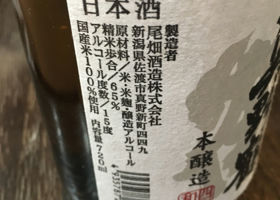 日本酒
製造者
尾畑酒造株式会社
新潟県佐渡市真野新町四四九
原材料／米・米麹・醸造アルコール
精米歩合／65％
アルコール度数／15度
国産米100％使用 内容量720ml
本醸造